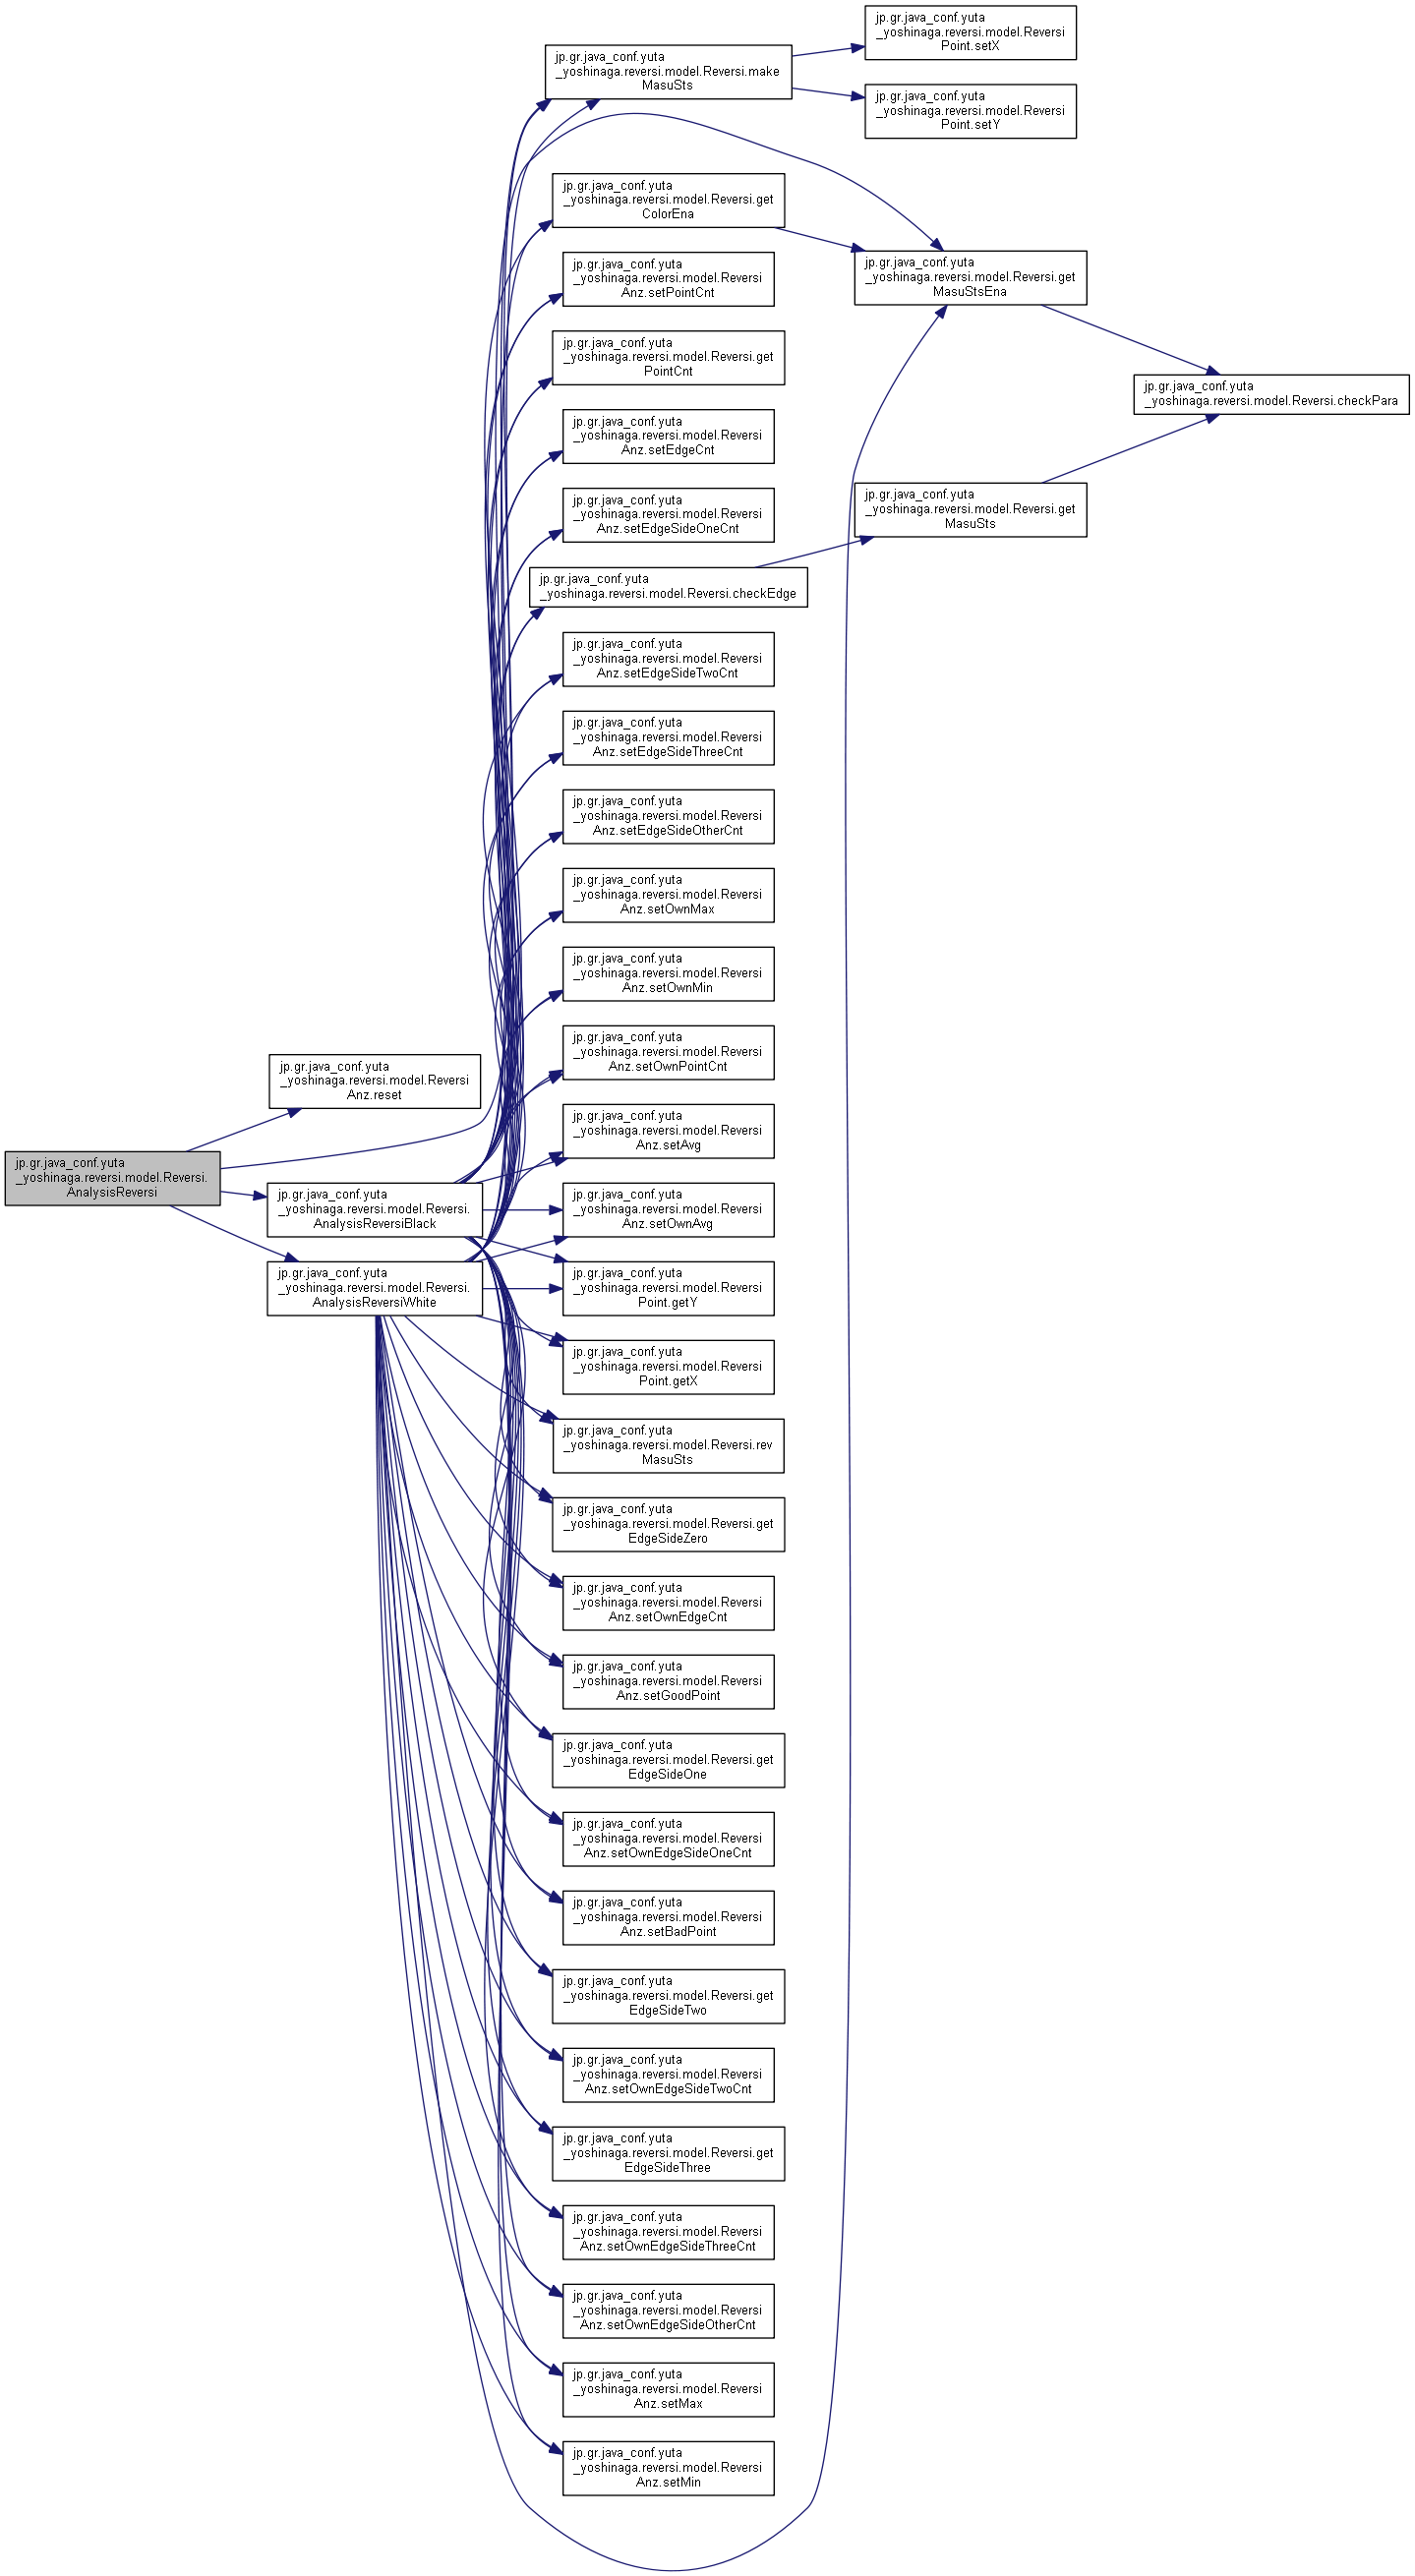 jp.gr.java_conf.yuta
_yoshinaga.reversi.model.Reversi.
AnalysisReversi
jp.gr.java_conf.yuta
_yoshinaga.reversi.model.Reversi
Anz.reset
jp.gr.java_conf.yuta
_yoshinaga.reversi.model.Reversi.
AnalysisReversiBlack
jp.gr.java_conf.yuta
_yoshinaga.reversi.model.Reversi.
AnalysisReversiWhite
jp.gr.java_conf.yuta
_yoshinaga.reversi.model.Reversi.make
MasuSts
jp.gr.java_conf.yuta
_yoshinaga.reversi.model.Reversi.get
ColorEna
jp.gr.java_conf.yuta
_yoshinaga.reversi.model.Reversi
Anz.setPointCnt
jp.gr.java_conf.yuta
_yoshinaga.reversi.model.Reversi.get
PointCnt
jp.gr.java_conf.yuta
_yoshinaga.reversi.model.Reversi
Anz.setEdgeCnt
jp.gr.java_conf.yuta
_yoshinaga.reversi.model.Reversi
Anz.setEdgeSideOneCnt
jp.gr.java_conf.yuta
_yoshinaga.reversi.model.Reversi.checkEdge
jp.gr.java_conf.yuta
_yoshinaga.reversi.model.Reversi
Anz.setEdgeSideTwoCnt
jp.gr.java_conf.yuta
_yoshinaga.reversi.model.Reversi
Anz.setEdgeSideThreeCnt
jp.gr.java_conf.yuta
_yoshinaga.reversi.model.Reversi
Anz.setEdgeSideOtherCnt
jp.gr.java_conf.yuta
_yoshinaga.reversi.model.Reversi
Anz.setOwnMax
jp.gr.java_conf.yuta
_yoshinaga.reversi.model.Reversi
Anz.setOwnMin
jp.gr.java_conf.yuta
_yoshinaga.reversi.model.Reversi
Anz.setOwnPointCnt
jp.gr.java_conf.yuta
_yoshinaga.reversi.model.Reversi
Anz.setAvg
jp.gr.java_conf.yuta
_yoshinaga.reversi.model.Reversi
Anz.setOwnAvg
jp.gr.java_conf.yuta
_yoshinaga.reversi.model.Reversi
Point.getY
jp.gr.java_conf.yuta
_yoshinaga.reversi.model.Reversi
Point.getX
jp.gr.java_conf.yuta
_yoshinaga.reversi.model.Reversi.rev
MasuSts
jp.gr.java_conf.yuta
_yoshinaga.reversi.model.Reversi.get
EdgeSideZero
jp.gr.java_conf.yuta
_yoshinaga.reversi.model.Reversi
Anz.setOwnEdgeCnt
jp.gr.java_conf.yuta
_yoshinaga.reversi.model.Reversi
Anz.setGoodPoint
jp.gr.java_conf.yuta
_yoshinaga.reversi.model.Reversi.get
EdgeSideOne
jp.gr.java_conf.yuta
_yoshinaga.reversi.model.Reversi
Anz.setOwnEdgeSideOneCnt
jp.gr.java_conf.yuta
_yoshinaga.reversi.model.Reversi
Anz.setBadPoint
jp.gr.java_conf.yuta
_yoshinaga.reversi.model.Reversi.get
EdgeSideTwo
jp.gr.java_conf.yuta
_yoshinaga.reversi.model.Reversi
Anz.setOwnEdgeSideTwoCnt
jp.gr.java_conf.yuta
_yoshinaga.reversi.model.Reversi.get
EdgeSideThree
jp.gr.java_conf.yuta
_yoshinaga.reversi.model.Reversi
Anz.setOwnEdgeSideThreeCnt
jp.gr.java_conf.yuta
_yoshinaga.reversi.model.Reversi
Anz.setOwnEdgeSideOtherCnt
jp.gr.java_conf.yuta
_yoshinaga.reversi.model.Reversi
Anz.setMax
jp.gr.java_conf.yuta
_yoshinaga.reversi.model.Reversi
Anz.setMin
jp.gr.java_conf.yuta
_yoshinaga.reversi.model.Reversi
Point.setX
jp.gr.java_conf.yuta
_yoshinaga.reversi.model.Reversi
Point.setY
jp.gr.java_conf.yuta
_yoshinaga.reversi.model.Reversi.get
MasuStsEna
jp.gr.java_conf.yuta
_yoshinaga.reversi.model.Reversi.get
MasuSts
jp.gr.java_conf.yuta
_yoshinaga.reversi.model.Reversi.checkPara